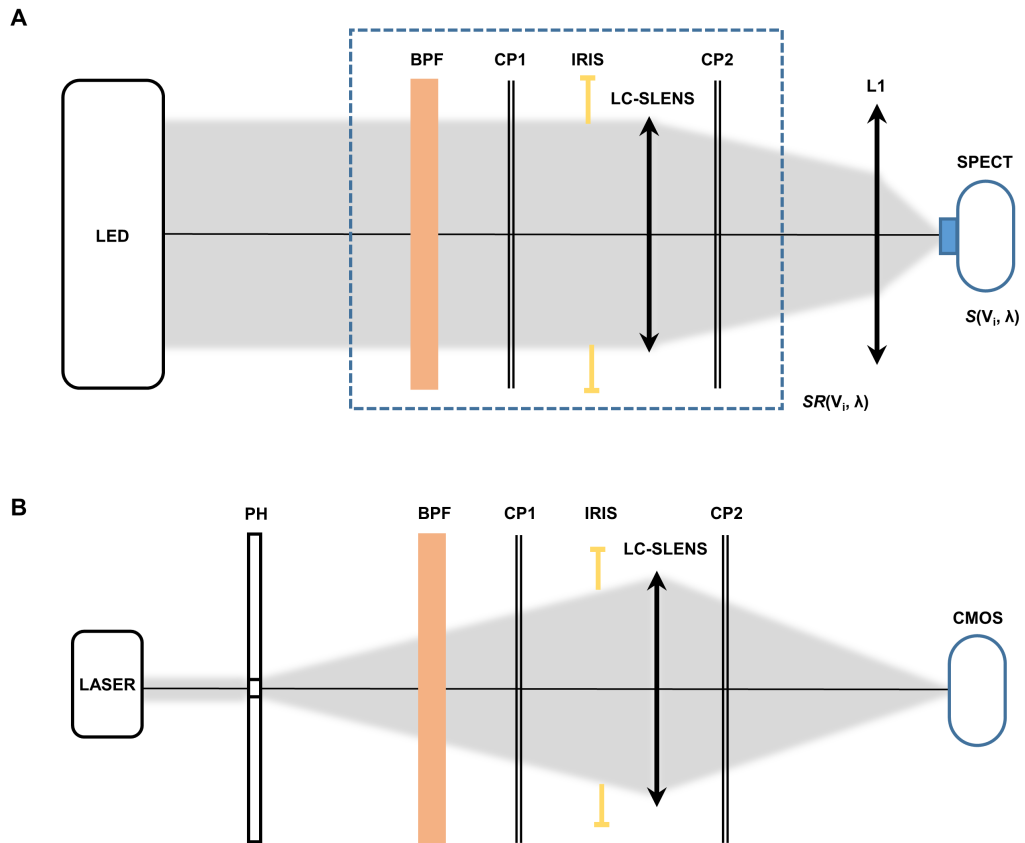 A
BPF
CP1
IRIS
CP2
LC-SLENS
L1
SPECT
LED
S(Vi, λ)
SR(Vi, λ)
B
PH
BPF
CP1
IRIS
CP2
LC-SLENS
CMOS
LASER